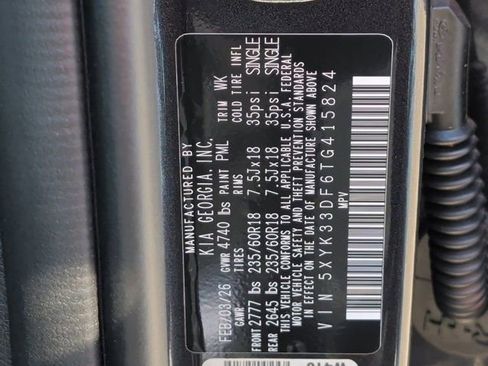 MANUFACTURED BY
KIA GEORGIA, INC.
FEB/03/26 GVWR 4740 lbs PAINT PML TRIM WK
GAWR TIRES RIMS COLD TIRE INFL
FRONT 2777 lbs 235/60R18 7.5Jx18 35psi SINGLE
REAR 2645 lbs 235/60R18 7.5Jx18 35psi SINGLE
THIS VEHICLE CONFORMS TO ALL APPLICABLE U.S.A. FEDERAL
MOTOR VEHICLE SAFETY AND THEFT PREVENTION STANDARDS
IN EFFECT ON THE DATE OF MANUFACTURE SHOWN ABOVE
VIN 5XYK33DF6TG415824
MPV